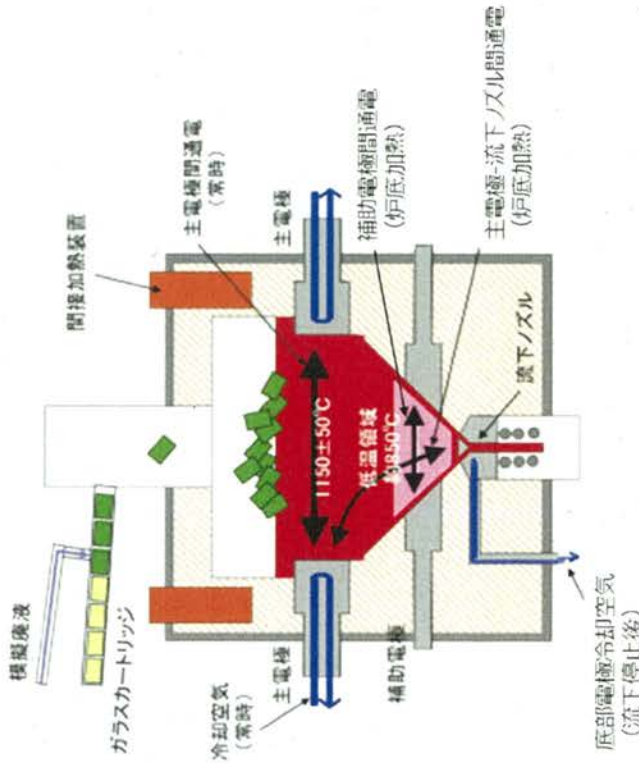 模擬廃液
ガラスカートリッジ
間接加熱装置
冷却空気
(常時)
主電極
主電極
主電極間通電
(常時)
1150±50°C
低温領域
補助電極
補助電極間通電
(炉底加熱)
主電極-流下ノズル間通電
(炉底加熱)
流下ノズル
底部電極冷却空気
(流下停止後)